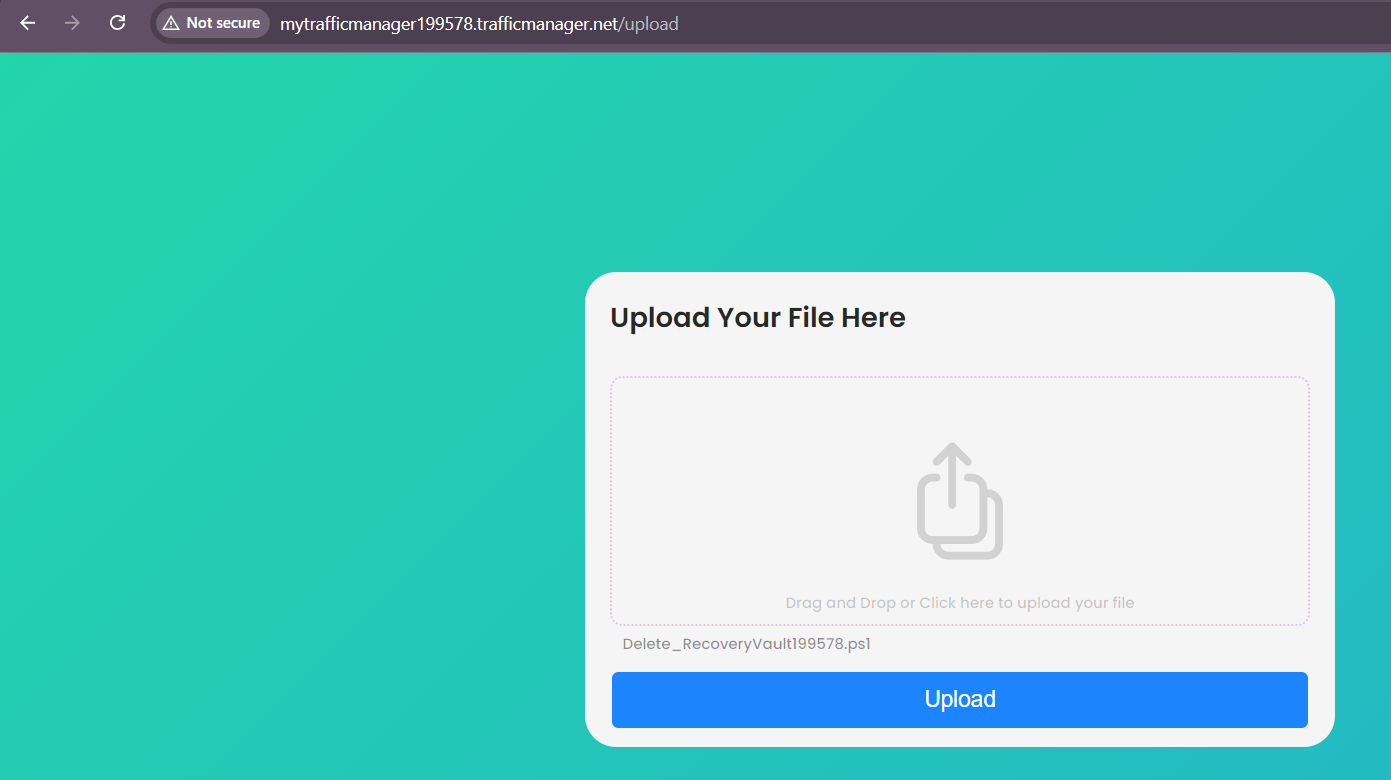 Not secure mytrafficmanager199578.trafficmanager.net/upload
Upload Your File Here
Drag and Drop or Click here to upload your file
Delete_RecoveryVault199578.ps1
Upload